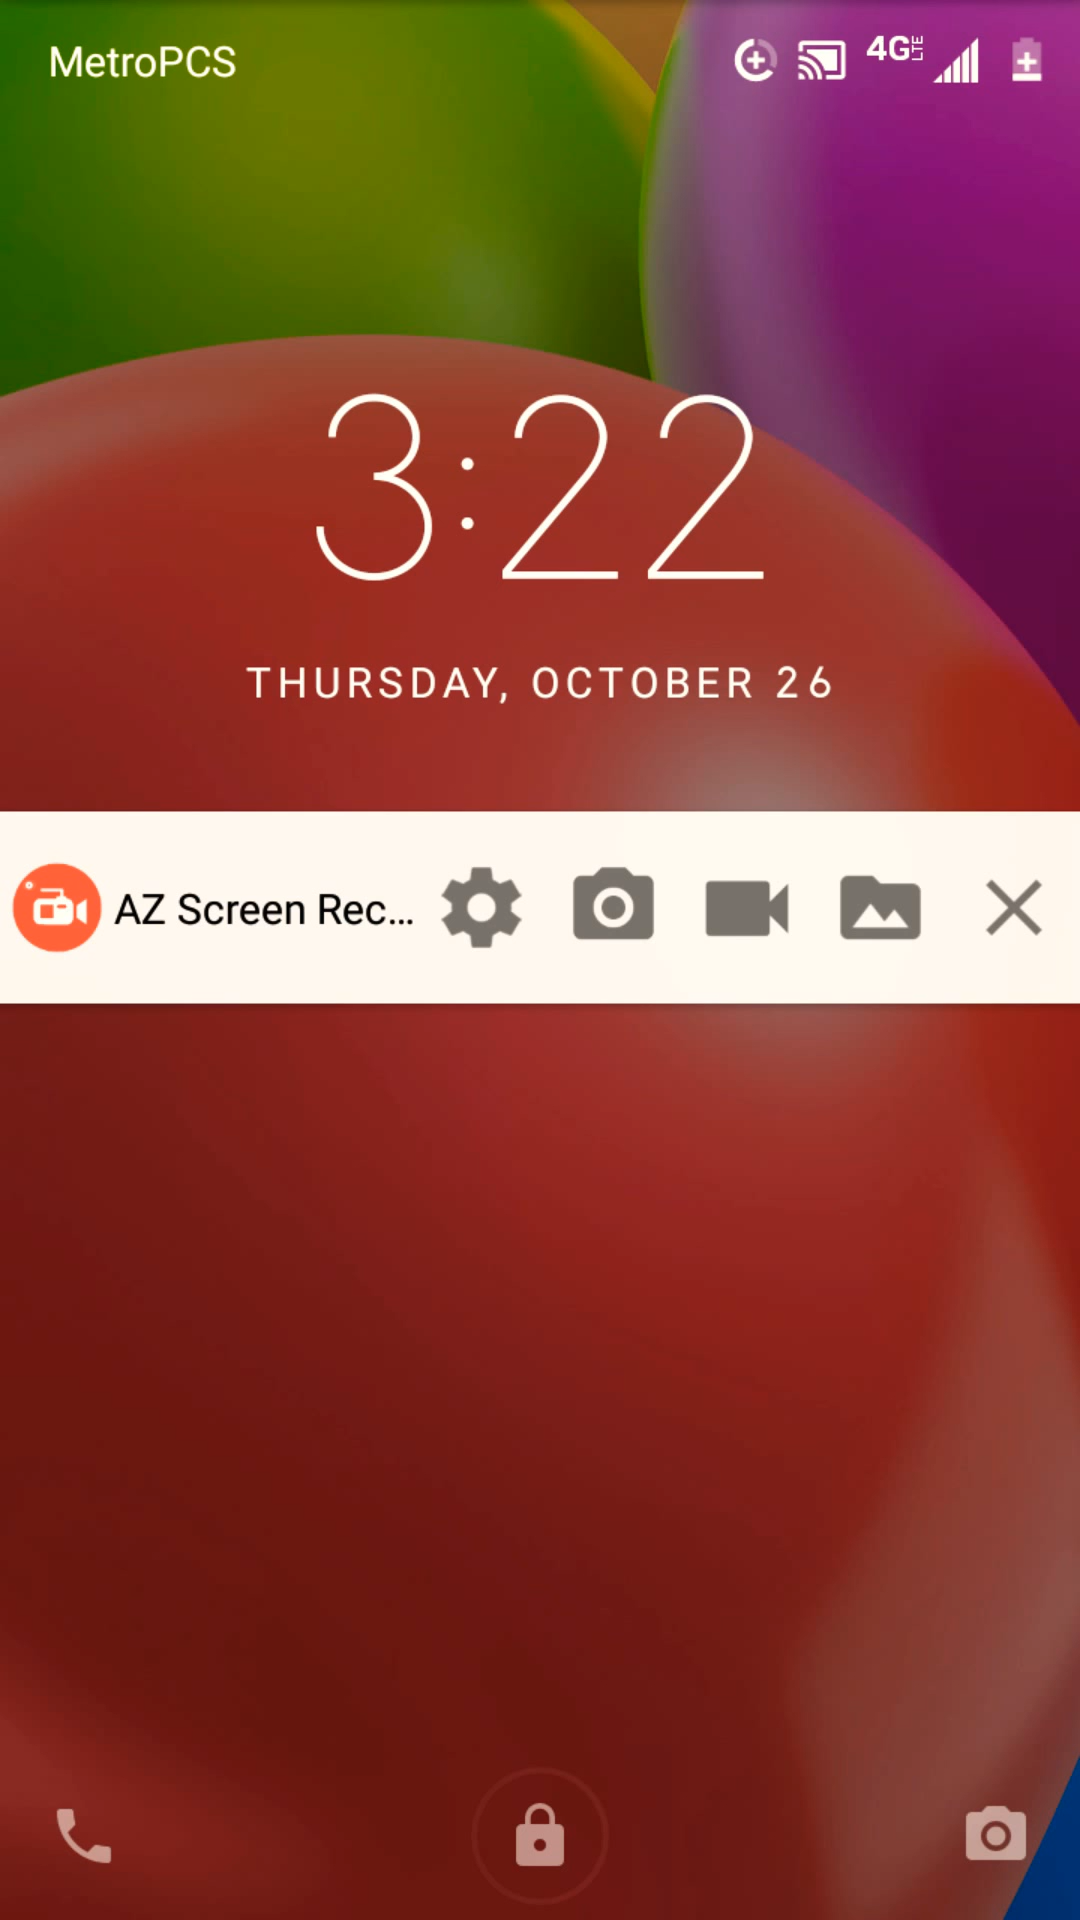 MetroPCS
4G LTE
3:22
THURSDAY, OCTOBER 26
AZ Screen Rec...